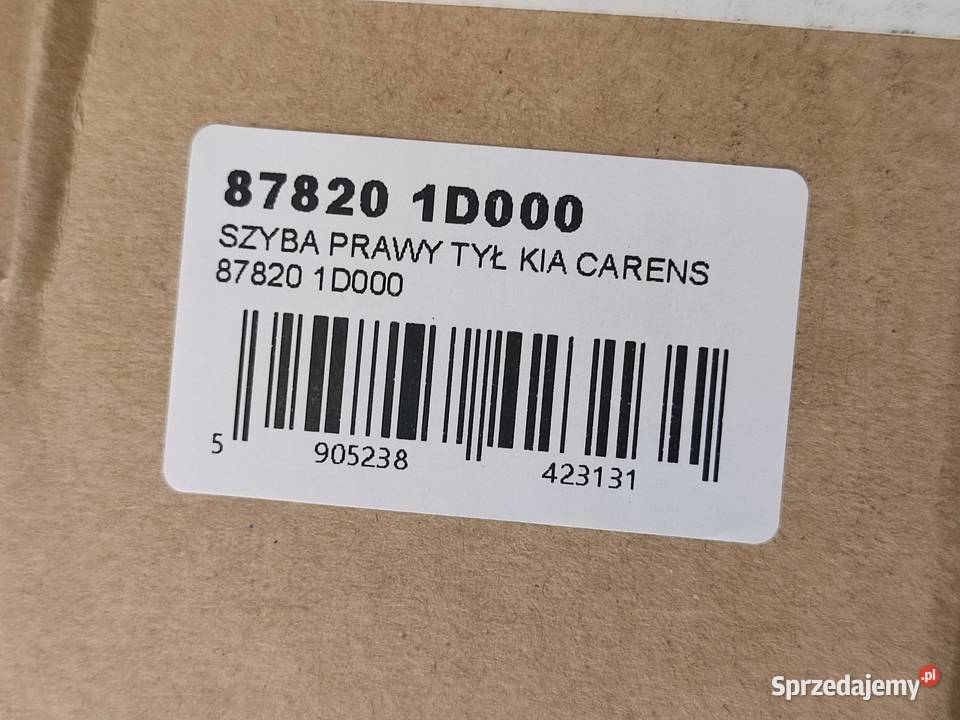 87820 1D000
SZYBA PRAWY TYŁ KIA CARENS
87820 1D000
5 905238 423131
Sprzedajemy.pl